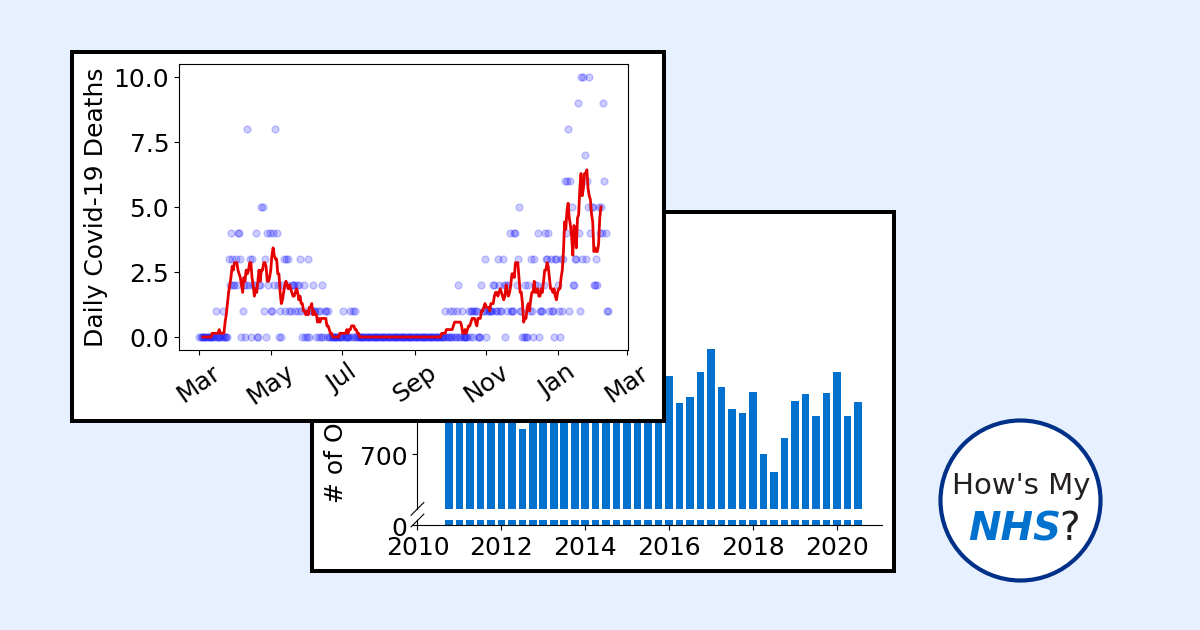 Daily Covid-19 Deaths
10.0
7.5
5.0
2.5
0.0
Mar May Jul Sep Nov Jan Mar
# of O
700
0
2010 2012 2014 2016 2018 2020
How's My
NHS?